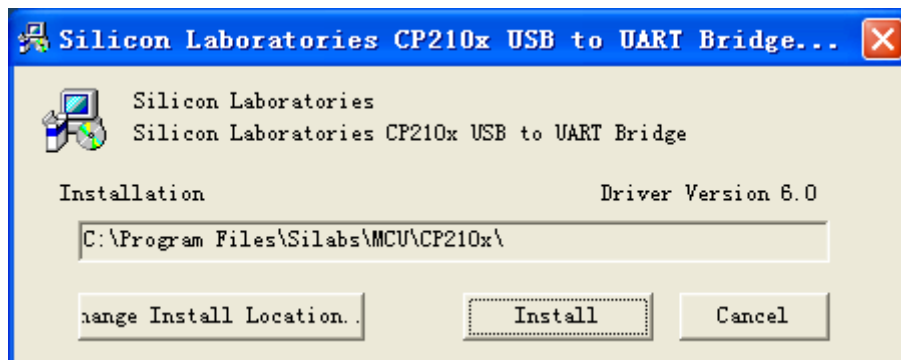 Silicon Laboratories CP210x USB to UART Bridge...
Silicon Laboratories
Silicon Laboratories CP210x USB to UART Bridge
Installation Driver Version 6.0
C:\Program Files\Silabs\MCU\CP210x\
hange Install Location.. Install Cancel